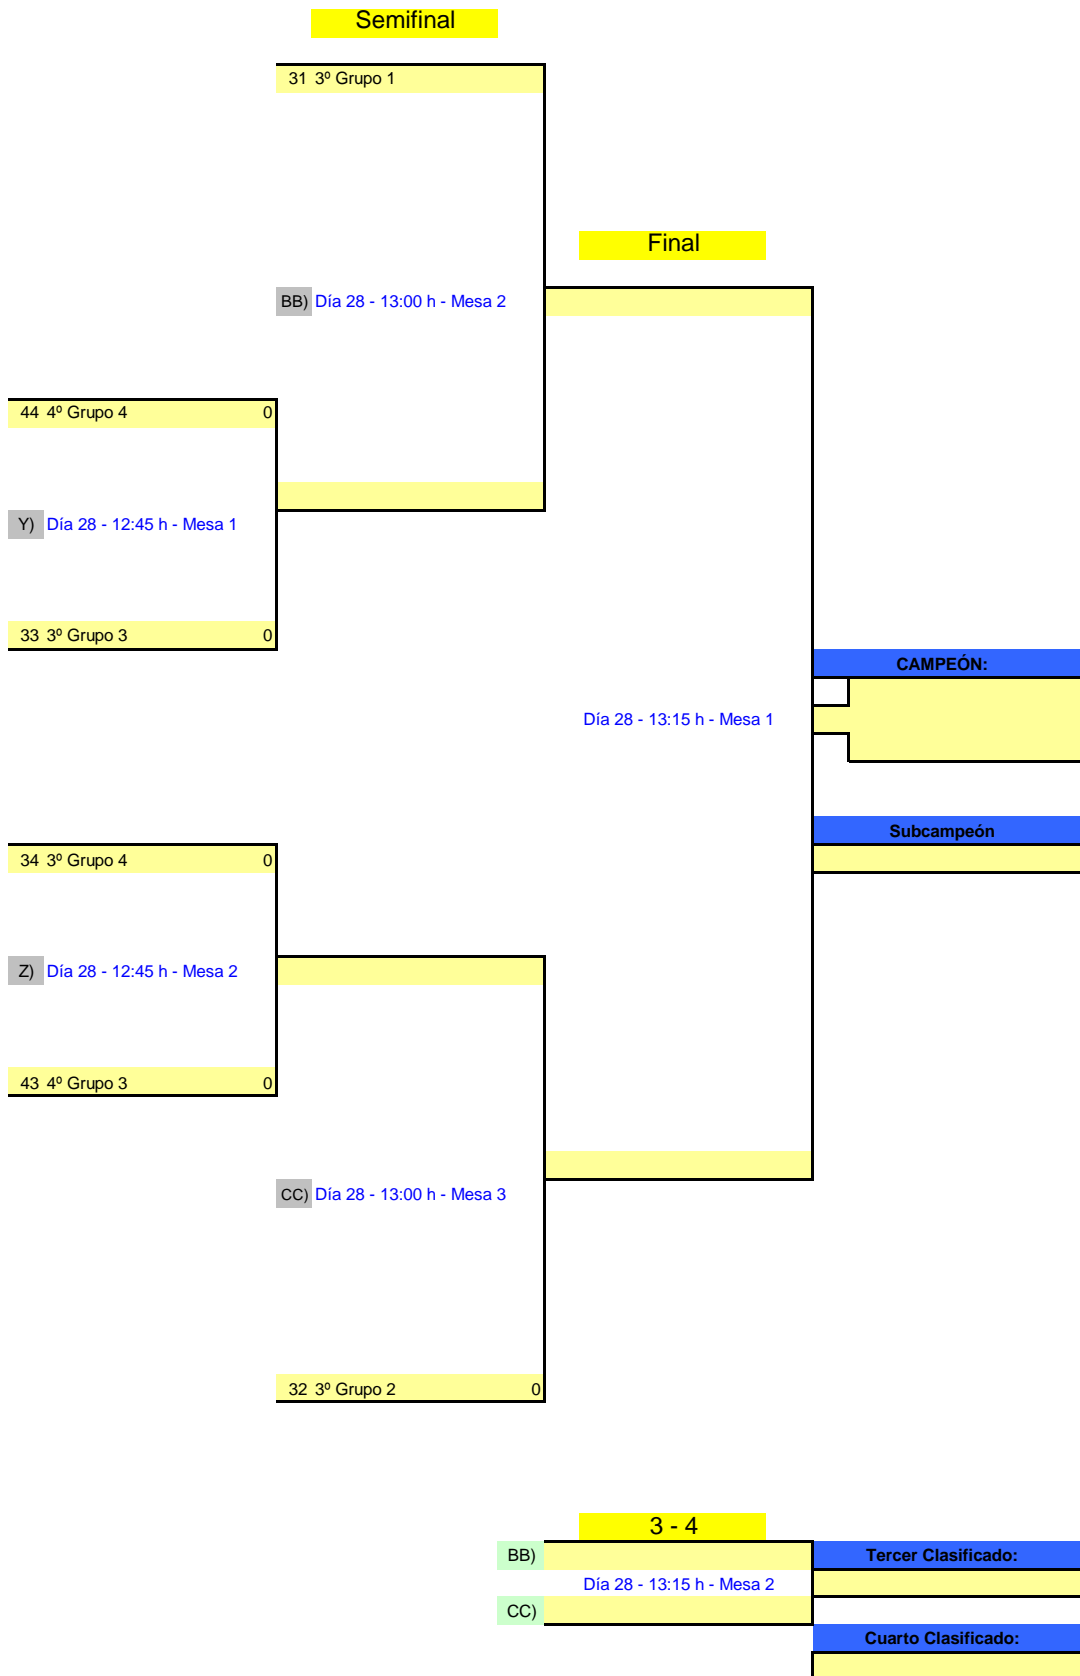 Semifinal
31 3º Grupo 1
Final
BB) Día 28 - 13:00 h - Mesa 2
44 4º Grupo 4 0
Y) Día 28 - 12:45 h - Mesa 1
33 3º Grupo 3 0
CAMPEÓN:
Día 28 - 13:15 h - Mesa 1
Subcampeón
34 3º Grupo 4 0
Z) Día 28 - 12:45 h - Mesa 2
43 4º Grupo 3 0
CC) Día 28 - 13:00 h - Mesa 3
32 3º Grupo 2 0
3 - 4
BB) Tercer Clasificado:
Día 28 - 13:15 h - Mesa 2
CC)
Cuarto Clasificado: